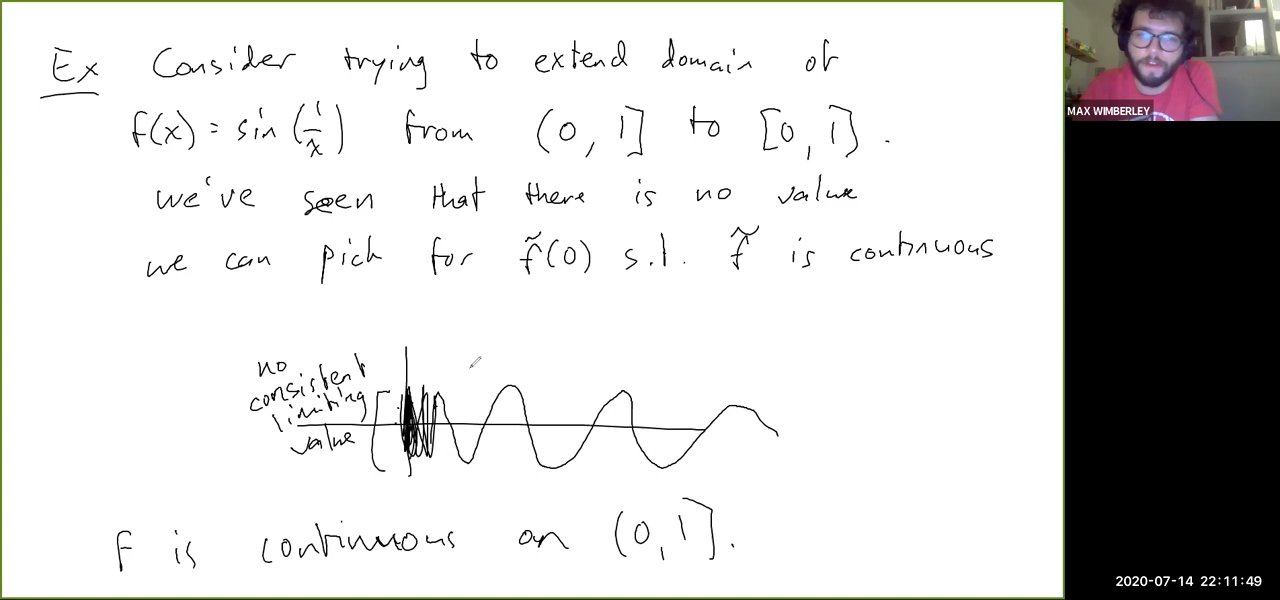 Ex Consider trying to extend domain of
f(x) = sin (1/x) from (0, 1] to [0, 1].
we've seen that there is no value
we can pick for f̃(0) s.t. f̃ is continuous
no
consistent
limiting
value
f is continuous on (0,1].
MAX WIMBERLEY
2020-07-14 22:11:49